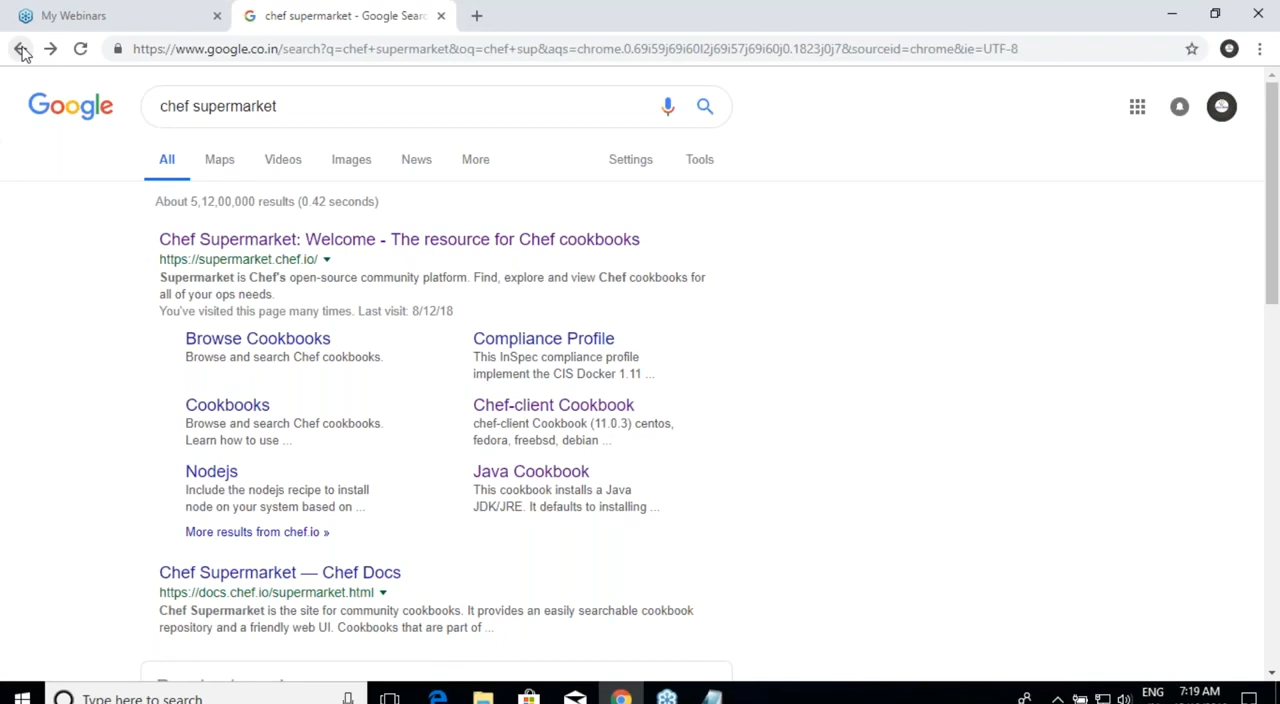 My Webinars
chef supermarket - Google Sear
https://www.google.co.in/search?q=chef+supermarket&oq=chef+sup&aqs=chrome.0.69i59j69i60l2j69i57j69i60j0.1823j0j7&sourceid=chrome&ie=UTF-8
Google
chef supermarket
All Maps Videos Images News More Settings Tools
About 5,12,00,000 results (0.42 seconds)
Chef Supermarket: Welcome - The resource for Chef cookbooks
https://supermarket.chef.io/
Supermarket is Chef's open-source community platform. Find, explore and view Chef cookbooks for
all of your ops needs.
You've visited this page many times. Last visit: 8/12/18
Browse Cookbooks
Browse and search Chef cookbooks.
Compliance Profile
This InSpec compliance profile
implement the CIS Docker 1.11 ...
Cookbooks
Browse and search Chef cookbooks.
Learn how to use ...
Chef-client Cookbook
chef-client Cookbook (11.0.3) centos,
fedora, freebsd, debian ...
Nodejs
Include the nodejs recipe to install
node on your system based on ...
Java Cookbook
This cookbook installs a Java
JDK/JRE. It defaults to installing ...
More results from chef.io »
Chef Supermarket — Chef Docs
https://docs.chef.io/supermarket.html
Chef Supermarket is the site for community cookbooks. It provides an easily searchable cookbook
repository and a friendly web UI. Cookbooks that are part of ...
Type here to search
ENG
7:19 AM